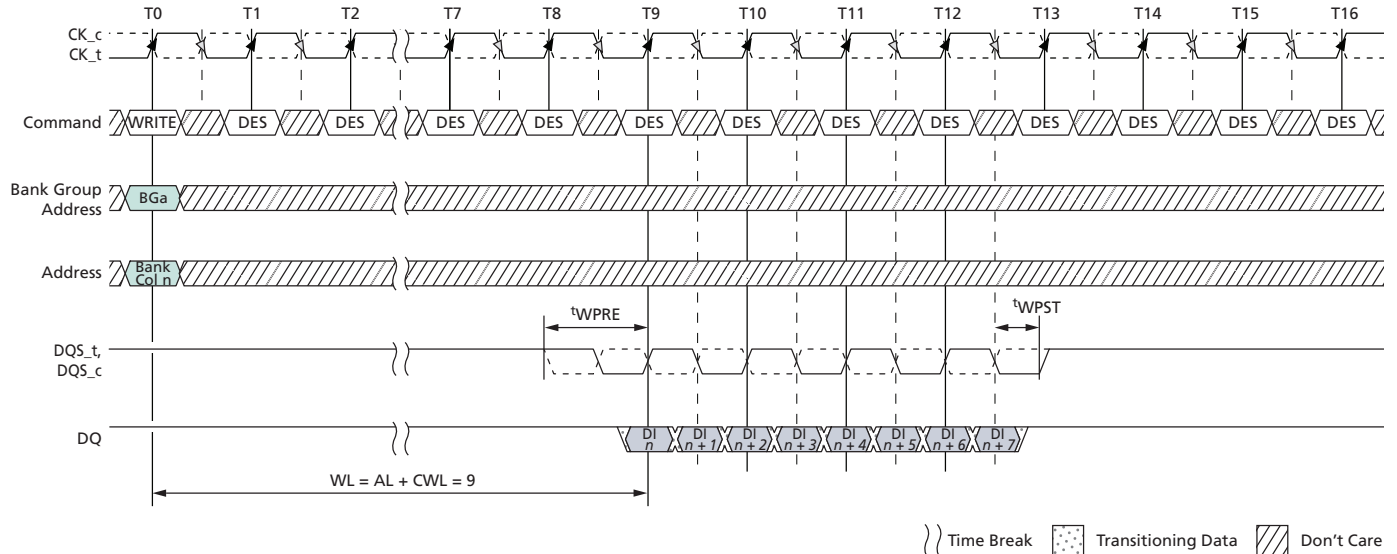 T0 T1 T2 T7 T8 T9 T10 T11 T12 T13 T14 T15 T16
CK_c
CK_t
Command WRITE DES DES DES DES DES DES DES DES DES DES DES DES
Bank Group
Address
BGa
Address
Bank
Col n
tWPRE
tWPST
DQS_t,
DQS_c
DQ
DI
n
DI
n + 1
DI
n + 2
DI
n + 3
DI
n + 4
DI
n + 5
DI
n + 6
DI
n + 7
WL = AL + CWL = 9
Time Break Transitioning Data Don't Care